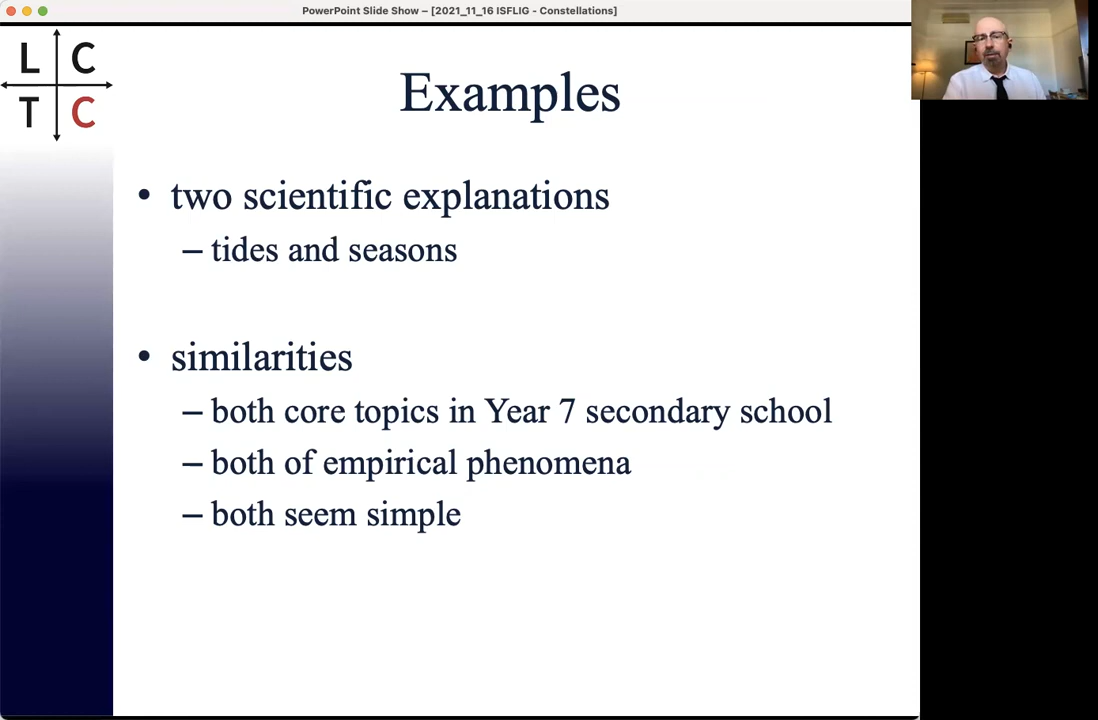 PowerPoint Slide Show – [2021_11_16 ISFLIG - Constellations]
L C
T C
Examples
• two scientific explanations
– tides and seasons
• similarities
– both core topics in Year 7 secondary school
– both of empirical phenomena
– both seem simple